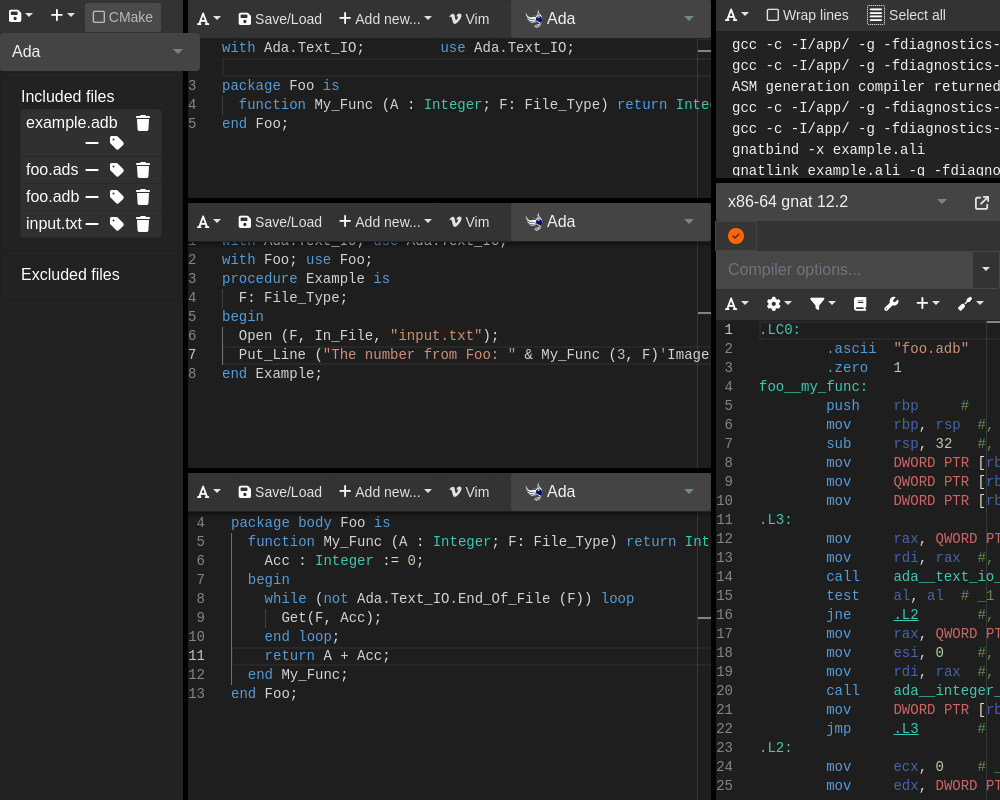 CMake
Ada
Included files
example.adb
foo.ads
foo.adb
input.txt
Excluded files
A Save/Load Add new... Vim Ada
with Ada.Text_IO; use Ada.Text_IO;
3 package Foo is
4 function My_Func (A : Integer; F: File_Type) return Inte
5 end Foo;
A Save/Load Add new... Vim Ada
1 with Ada.Text_IO; use Ada.Text_IO;
2 with Foo; use Foo;
3 procedure Example is
4 F: File_Type;
5 begin
6 Open (F, In_File, "input.txt");
7 Put_Line ("The number from Foo: " & My_Func (3, F)'Image
8 end Example;
A Save/Load Add new... Vim Ada
4 package body Foo is
5 function My_Func (A : Integer; F: File_Type) return Int
6 Acc : Integer := 0;
7 begin
8 while (not Ada.Text_IO.End_Of_File (F)) loop
9 Get(F, Acc);
10 end loop;
11 return A + Acc;
12 end My_Func;
13 end Foo;
A Wrap lines Select all
gcc -c -I/app/ -g -fdiagnostics-
gcc -c -I/app/ -g -fdiagnostics-
ASM generation compiler returned
gcc -c -I/app/ -g -fdiagnostics-
gcc -c -I/app/ -g -fdiagnostics-
gnatbind -x example.ali
gnatlink example.ali -g -fdiagno
x86-64 gnat 12.2
Compiler options...
A
1 .LC0:
2 .ascii "foo.adb"
3 .zero 1
4 foo__my_func:
5 push rbp #
6 mov rbp, rsp #,
7 sub rsp, 32 #,
8 mov DWORD PTR [rb
9 mov QWORD PTR [rb
10 mov DWORD PTR [rb
11 .L3:
12 mov rax, QWORD PT
13 mov rdi, rax #,
14 call ada__text_io_
15 test al, al # _1
16 jne .L2 #,
17 mov rax, QWORD PT
18 mov esi, 0 #,
19 mov rdi, rax #,
20 call ada__integer_
21 mov DWORD PTR [rb
22 jmp .L3 #
23 .L2:
24 mov ecx, 0 # _
25 mov edx, DWORD PT